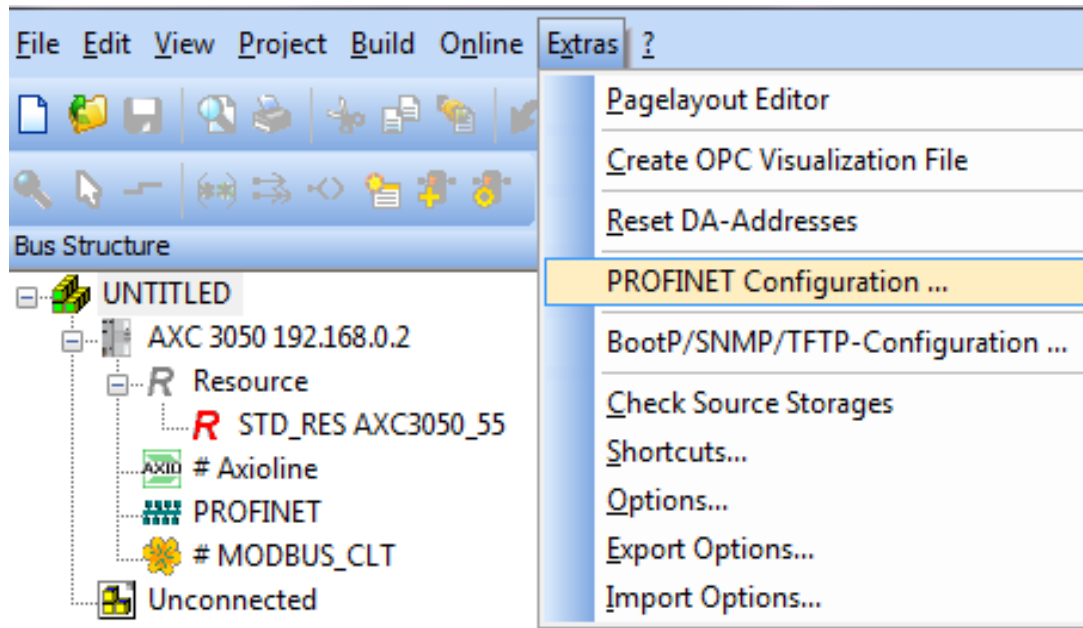 File Edit View Project Build Online Extras ?
Pagelayout Editor
Create OPC Visualization File
Reset DA-Addresses
PROFINET Configuration ...
BootP/SNMP/TFTP-Configuration ...
Check Source Storages
Shortcuts...
Options...
Export Options...
Import Options...
Bus Structure
UNTITLED
AXC 3050 192.168.0.2
R Resource
R STD_RES AXC3050_55
AXIO # Axioline
PROFINET
# MODBUS_CLT
Unconnected